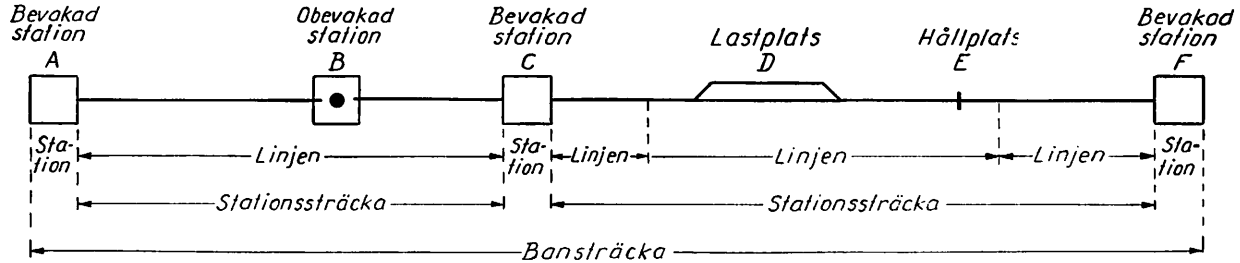 Bevakad station A
Obevakad station B
Bevakad station C
Lastplats D
Hållplats E
Bevakad station F
Sta-
tion
Linjen
Sta-
tion
Linjen
Linjen
Linjen
Sta-
tion
Stationssträcka
Stationssträcka
Bansträcka